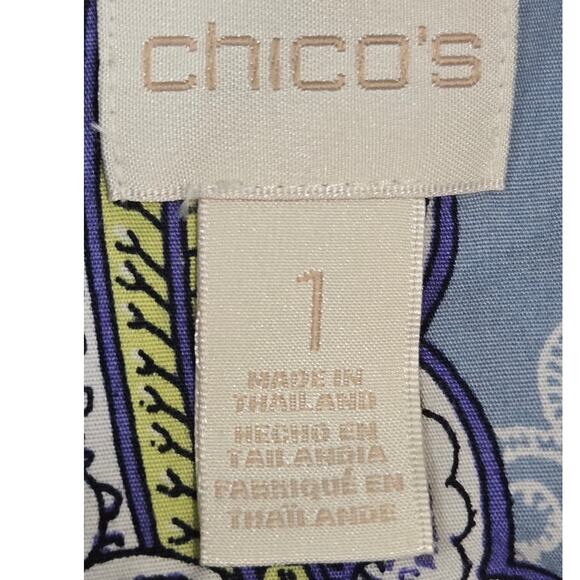 chico's
1
MADE IN
THAILAND
HECHO EN
TAILANDIA
FABRIQUÉ EN
THAÏLANDE